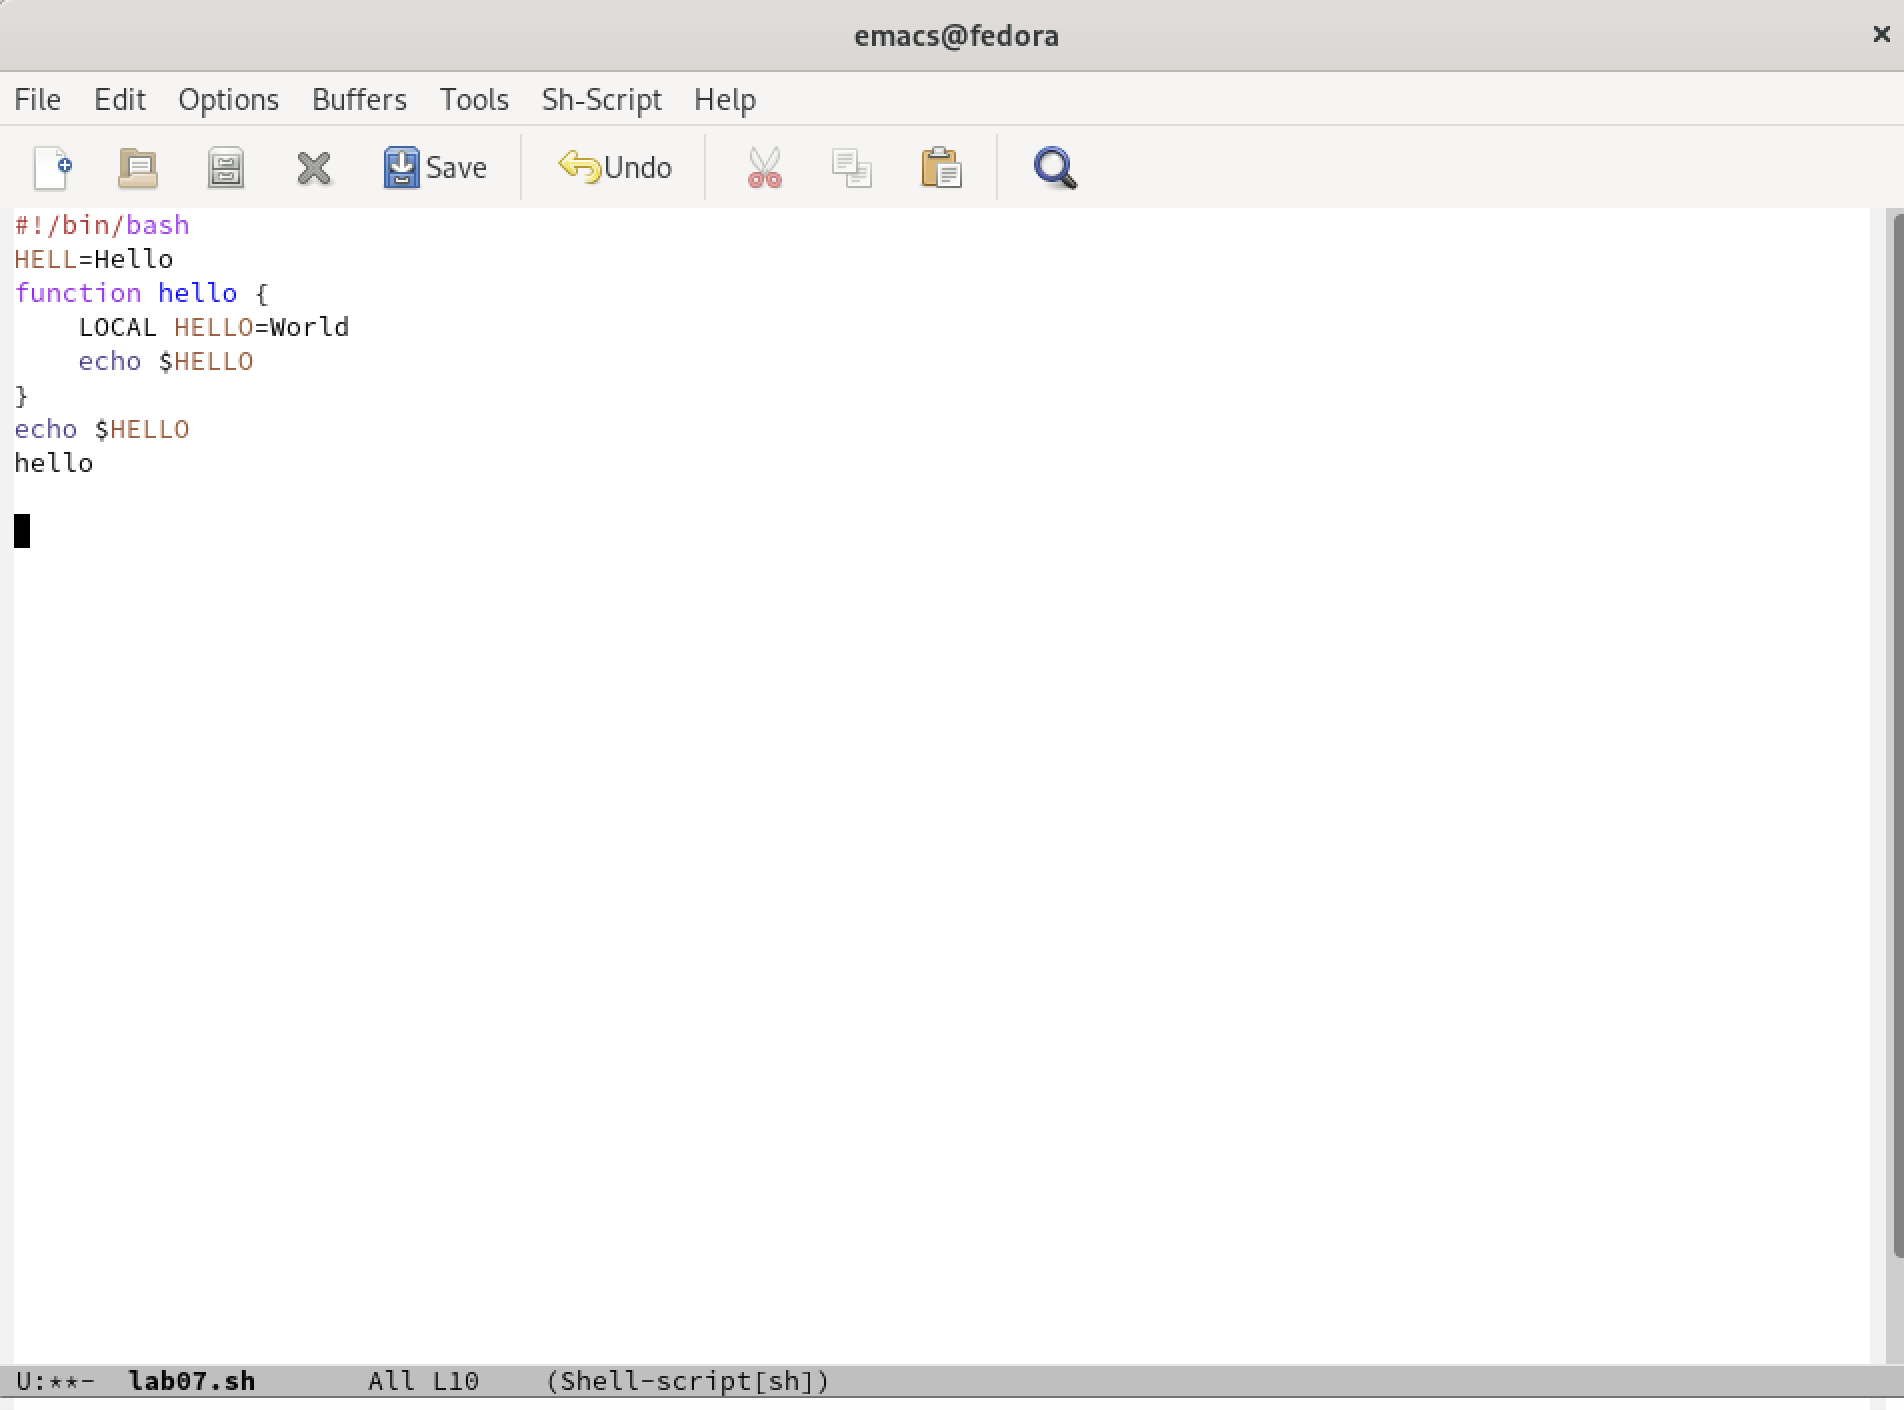 emacs@fedora ×
File Edit Options Buffers Tools Sh-Script Help
Save Undo
#!/bin/bash
HELL=Hello
function hello {
    LOCAL HELLO=World
    echo $HELLO
}
echo $HELLO
hello
U:**-  lab07.sh       All L10    (Shell-script[sh])